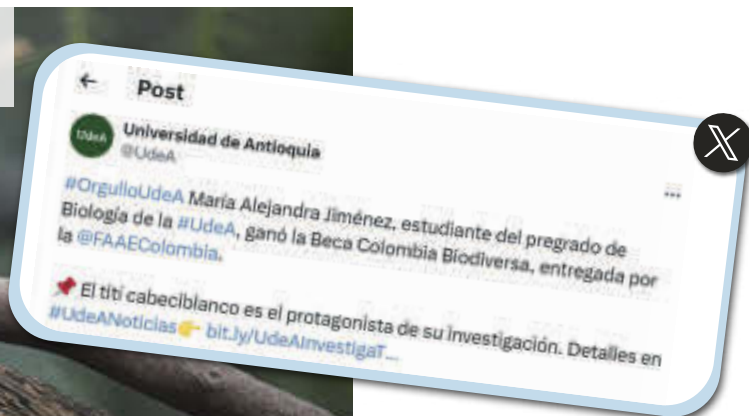 ← Post
UdeA
Universidad de Antioquia
@UdeA
...
#OrgulloUdeA María Alejandra Jiménez, estudiante del pregrado de
Biología de la #UdeA, ganó la Beca Colombia Biodiversa, entregada por
la @FAAEColombia.
📌 El tití cabeciblanco es el protagonista de su investigación. Detalles en
#UdeANoticias👉 bit.ly/UdeAInvestigaT...